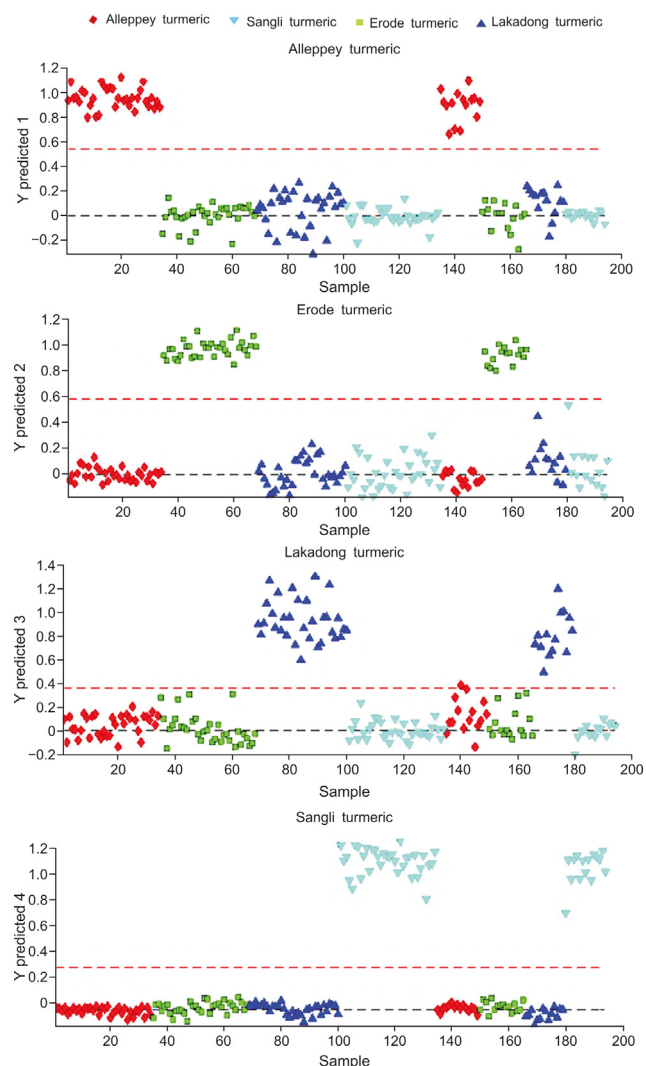 Alleppey turmeric Sangli turmeric Erode turmeric Lakadong turmeric
Alleppey turmeric
Y predicted 1
1.2
1.0
0.8
0.6
0.4
0.2
0
−0.2
20 40 60 80 100 120 140 160 180 200
Sample
Erode turmeric
Y predicted 2
1.2
1.0
0.8
0.6
0.4
0.2
0
20 40 60 80 100 120 140 160 180 200
Sample
Lakadong turmeric
Y predicted 3
1.4
1.2
1.0
0.8
0.6
0.4
0.2
0
−0.2
20 40 60 80 100 120 140 160 180 200
Sample
Sangli turmeric
Y predicted 4
1.2
1.0
0.8
0.6
0.4
0.2
0
20 40 60 80 100 120 140 160 180 200
Sample